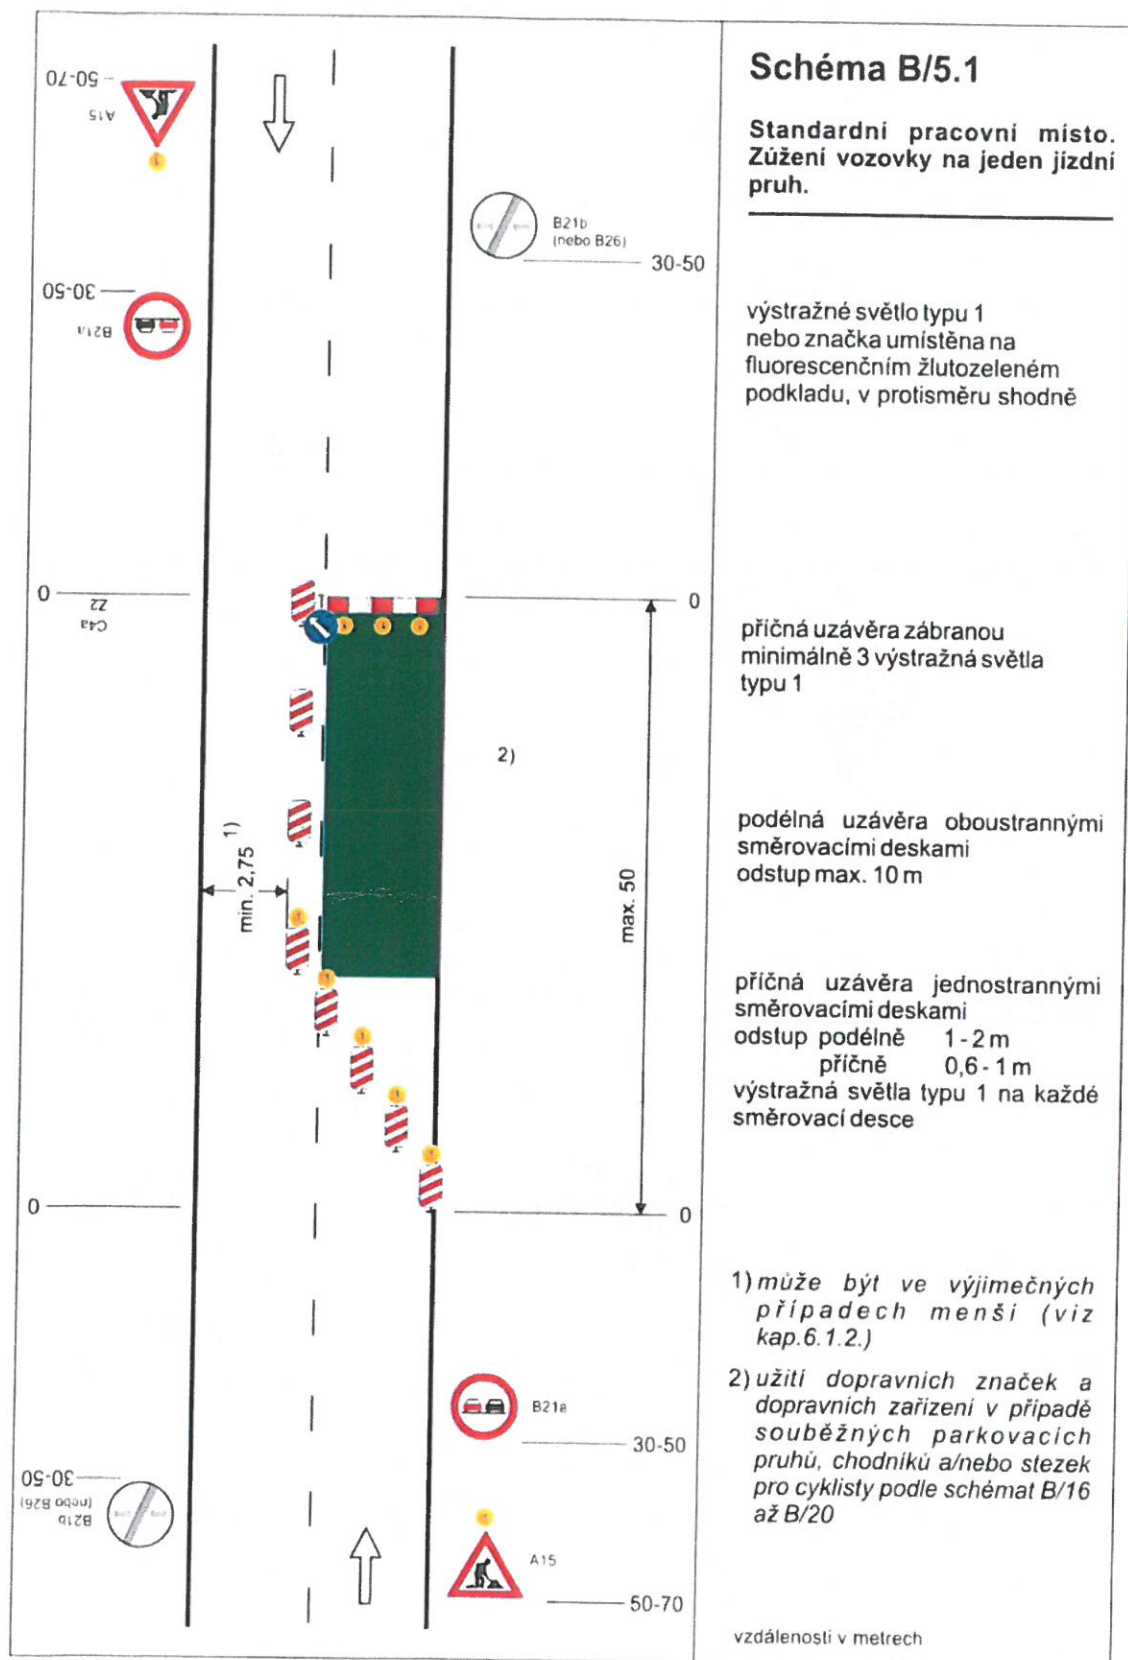 50-70
A15
30-50
B21a
B21b
(nebo B26)
30-50
0
Z2
C4a
0
2)
min. 2,75 1)
max. 50
0
0
B21a
30-50
30-50
B21b
(nebo B26)
A15
50-70
Schéma B/5.1
Standardní pracovní místo.
Zúžení vozovky na jeden jízdní
pruh.
výstražné světlo typu 1
nebo značka umístěna na
fluorescenčním žlutozeleném
podkladu, v protisměru shodně
příčná uzávěra zábranou
minimálně 3 výstražná světla
typu 1
podélná uzávěra oboustrannými
směrovacími deskami
odstup max. 10 m
příčná uzávěra jednostrannými
směrovacími deskami
odstup podélně 1 - 2 m
příčně 0,6 - 1 m
výstražná světla typu 1 na každé
směrovací desce
1) může být ve výjimečných
případech menší (viz
kap.6.1.2.)
2) užití dopravních značek a
dopravních zařízení v případě
souběžných parkovacích
pruhů, chodníků a/nebo stezek
pro cyklisty podle schémat B/16
až B/20
vzdálenosti v metrech